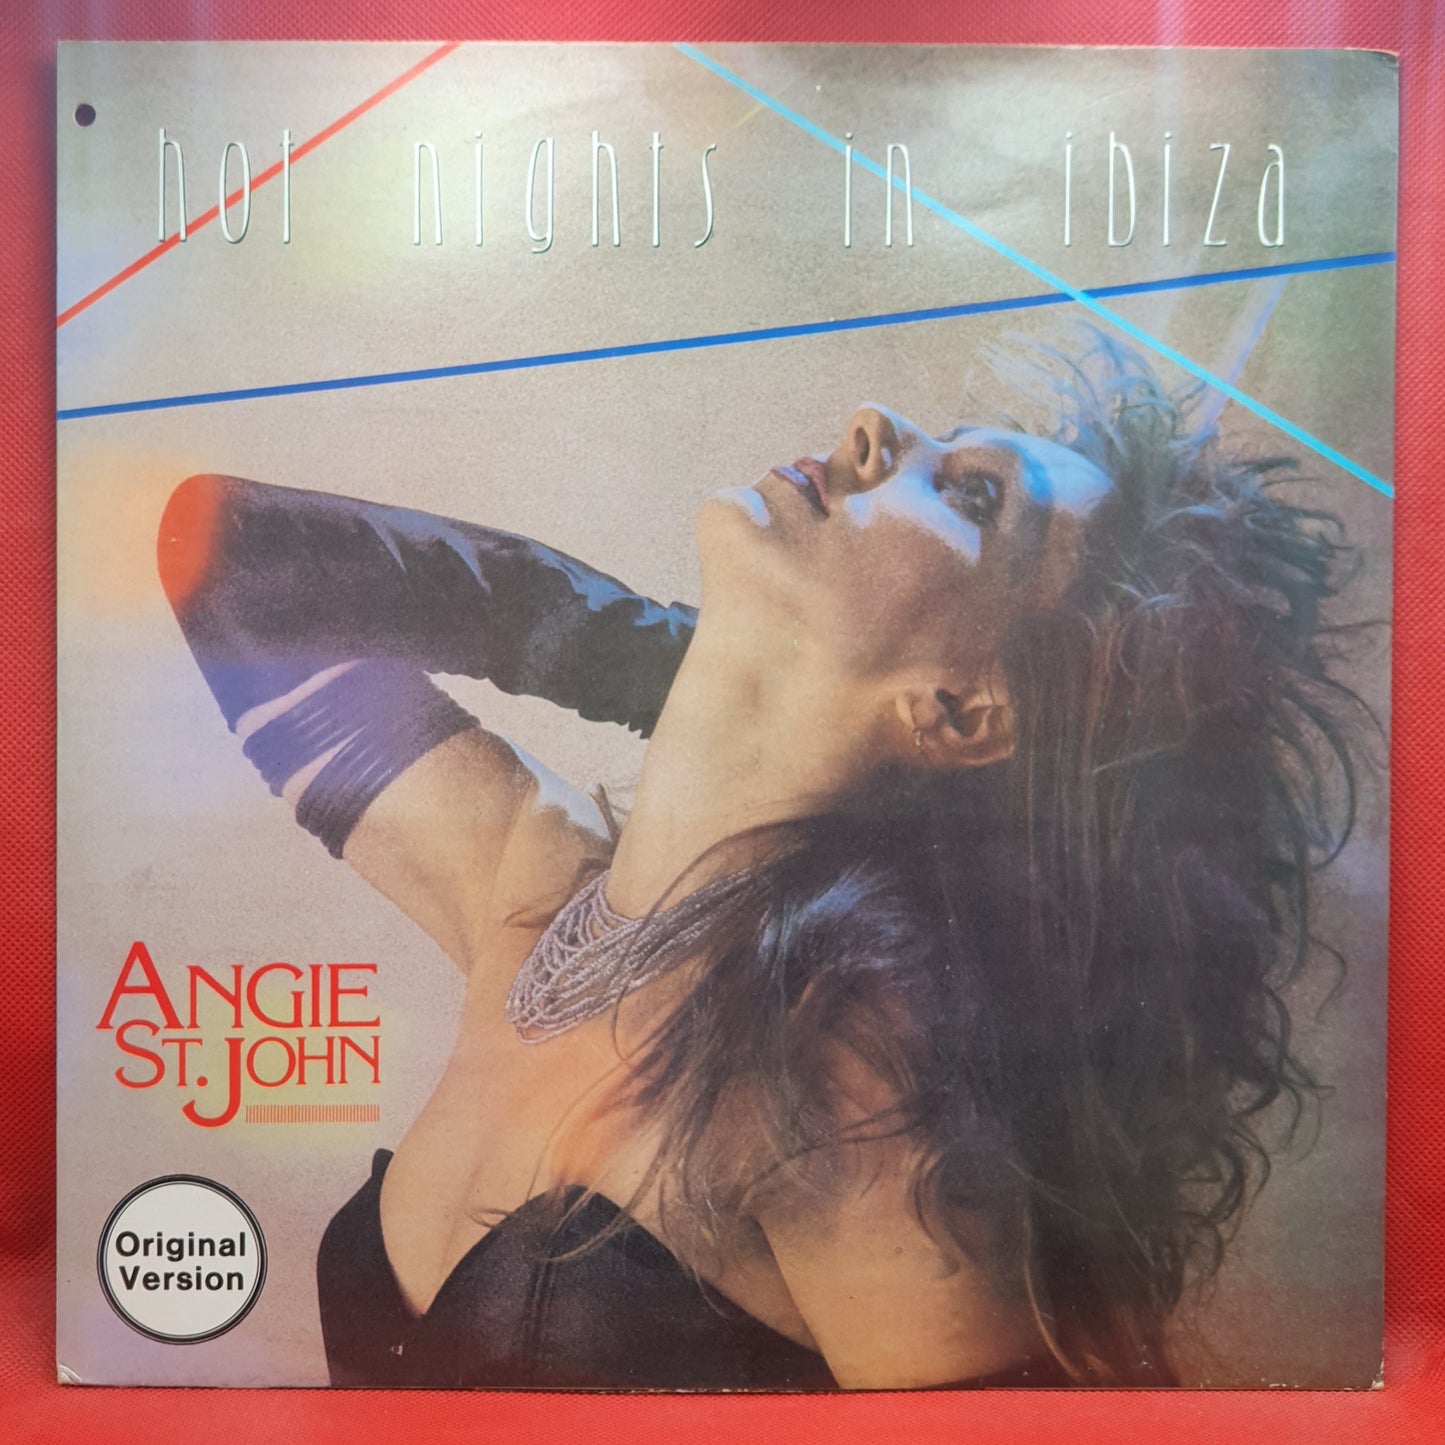 hot nights in ibiza
ANGIE
ST. JOHN
Original
Version